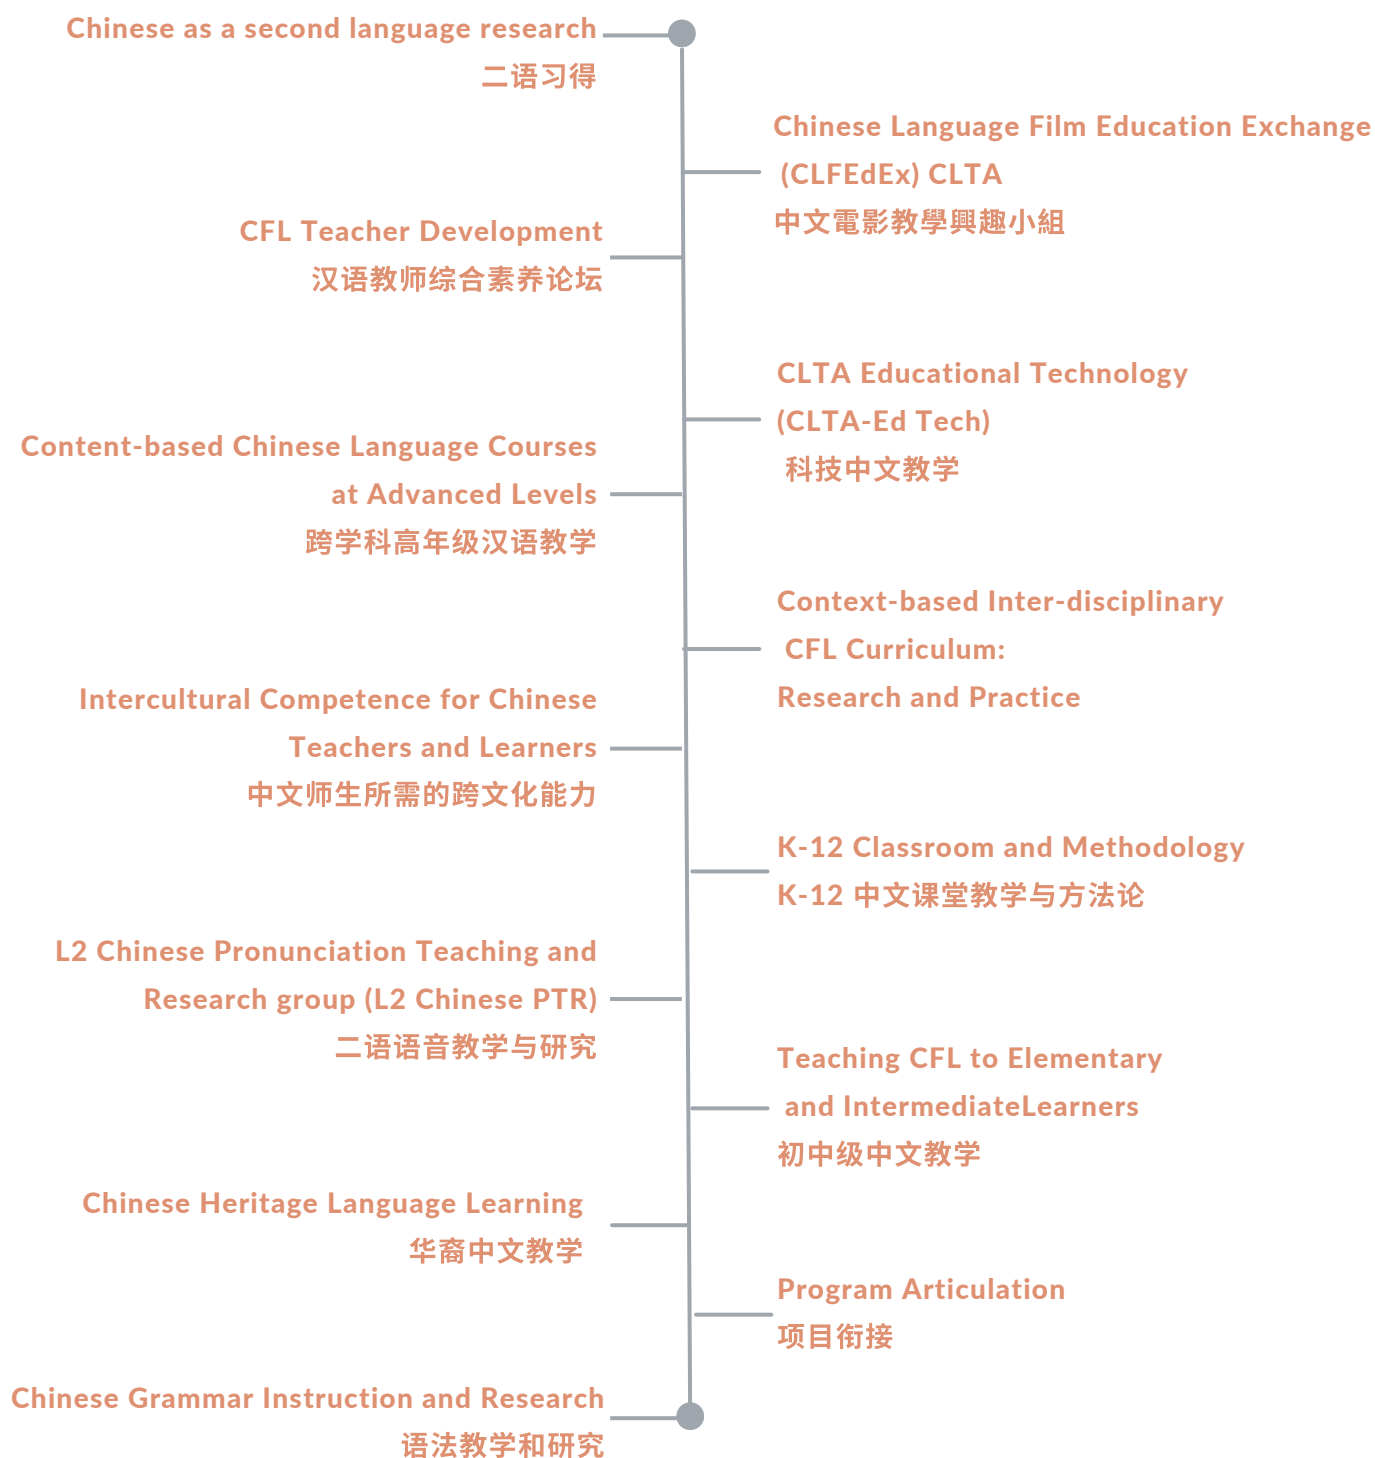 Chinese as a second language research
二语习得
Chinese Language Film Education Exchange
(CLFEdEx) CLTA
中文電影教學興趣小組
CFL Teacher Development
汉语教师综合素养论坛
CLTA Educational Technology
(CLTA-Ed Tech)
科技中文教学
Content-based Chinese Language Courses
at Advanced Levels
跨学科高年级汉语教学
Context-based Inter-disciplinary
CFL Curriculum:
Research and Practice
Intercultural Competence for Chinese
Teachers and Learners
中文师生所需的跨文化能力
K-12 Classroom and Methodology
K-12 中文课堂教学与方法论
L2 Chinese Pronunciation Teaching and
Research group (L2 Chinese PTR)
二语语音教学与研究
Teaching CFL to Elementary
and IntermediateLearners
初中级中文教学
Chinese Heritage Language Learning
华裔中文教学
Program Articulation
项目衔接
Chinese Grammar Instruction and Research
语法教学和研究